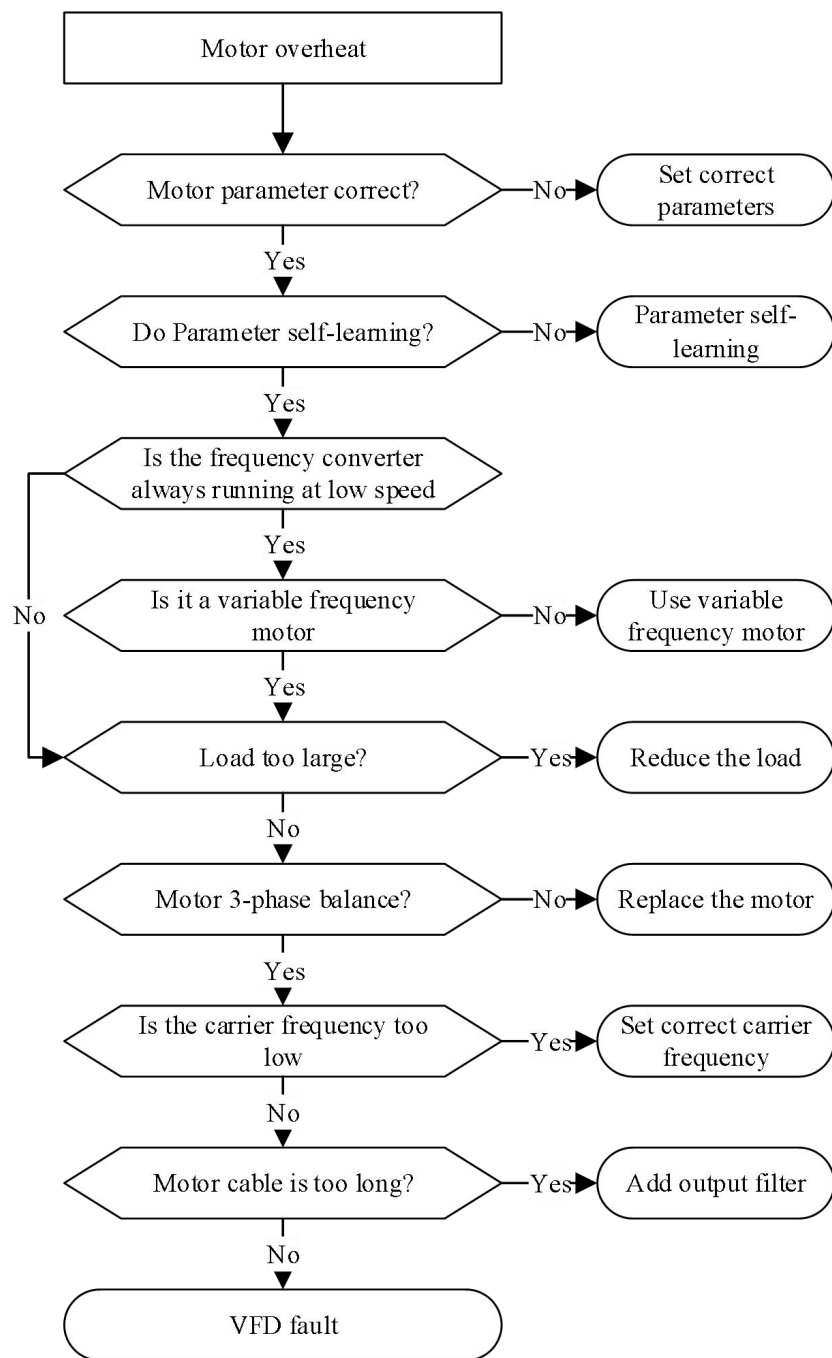 Motor overheat
Motor parameter correct?
No
Set correct
parameters
Yes
Do Parameter self-learning?
No
Parameter self-
learning
Yes
Is the frequency converter
always running at low speed
Yes
No
Is it a variable frequency
motor
No
Use variable
frequency motor
Yes
Load too large?
Yes
Reduce the load
No
Motor 3-phase balance?
No
Replace the motor
Yes
Is the carrier frequency too
low
Yes
Set correct carrier
frequency
No
Motor cable is too long?
Yes
Add output filter
No
VFD fault